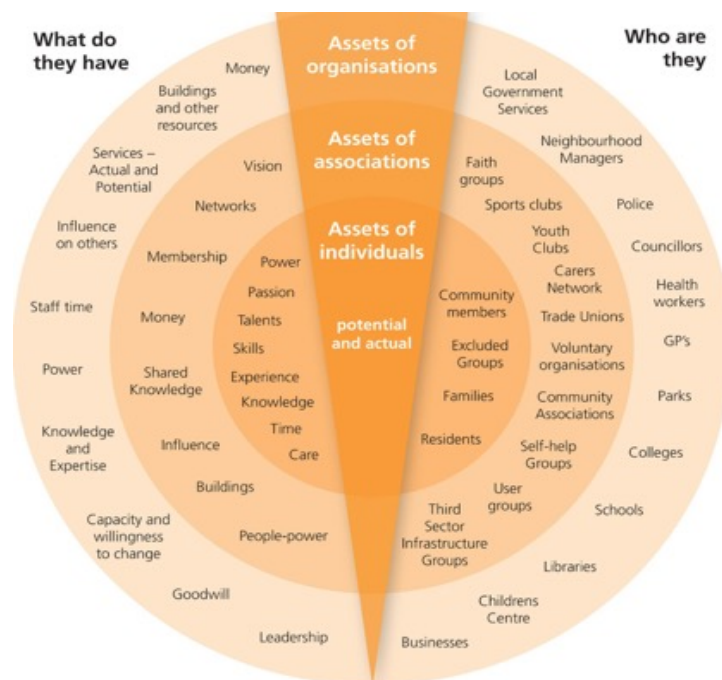 What do
they have
Who are
they
Assets of
organisations
Assets of
associations
Assets of
individuals
potential
and actual
Money
Buildings
and other
resources
Services –
Actual and
Potential
Influence
on others
Staff time
Power
Knowledge
and
Expertise
Capacity and
willingness
to change
Goodwill
Leadership
Vision
Networks
Membership
Money
Shared
Knowledge
Influence
Buildings
People-power
Power
Passion
Talents
Skills
Experience
Knowledge
Time
Care
Community
members
Excluded
Groups
Families
Residents
Faith
groups
Sports clubs
Youth
Clubs
Carers
Network
Trade Unions
Voluntary
organisations
Community
Associations
Self-help
Groups
User
groups
Third
Sector
Infrastructure
Groups
Local
Government
Services
Neighbourhood
Managers
Police
Councillors
Health
workers
GP's
Parks
Colleges
Schools
Libraries
Childrens
Centre
Businesses